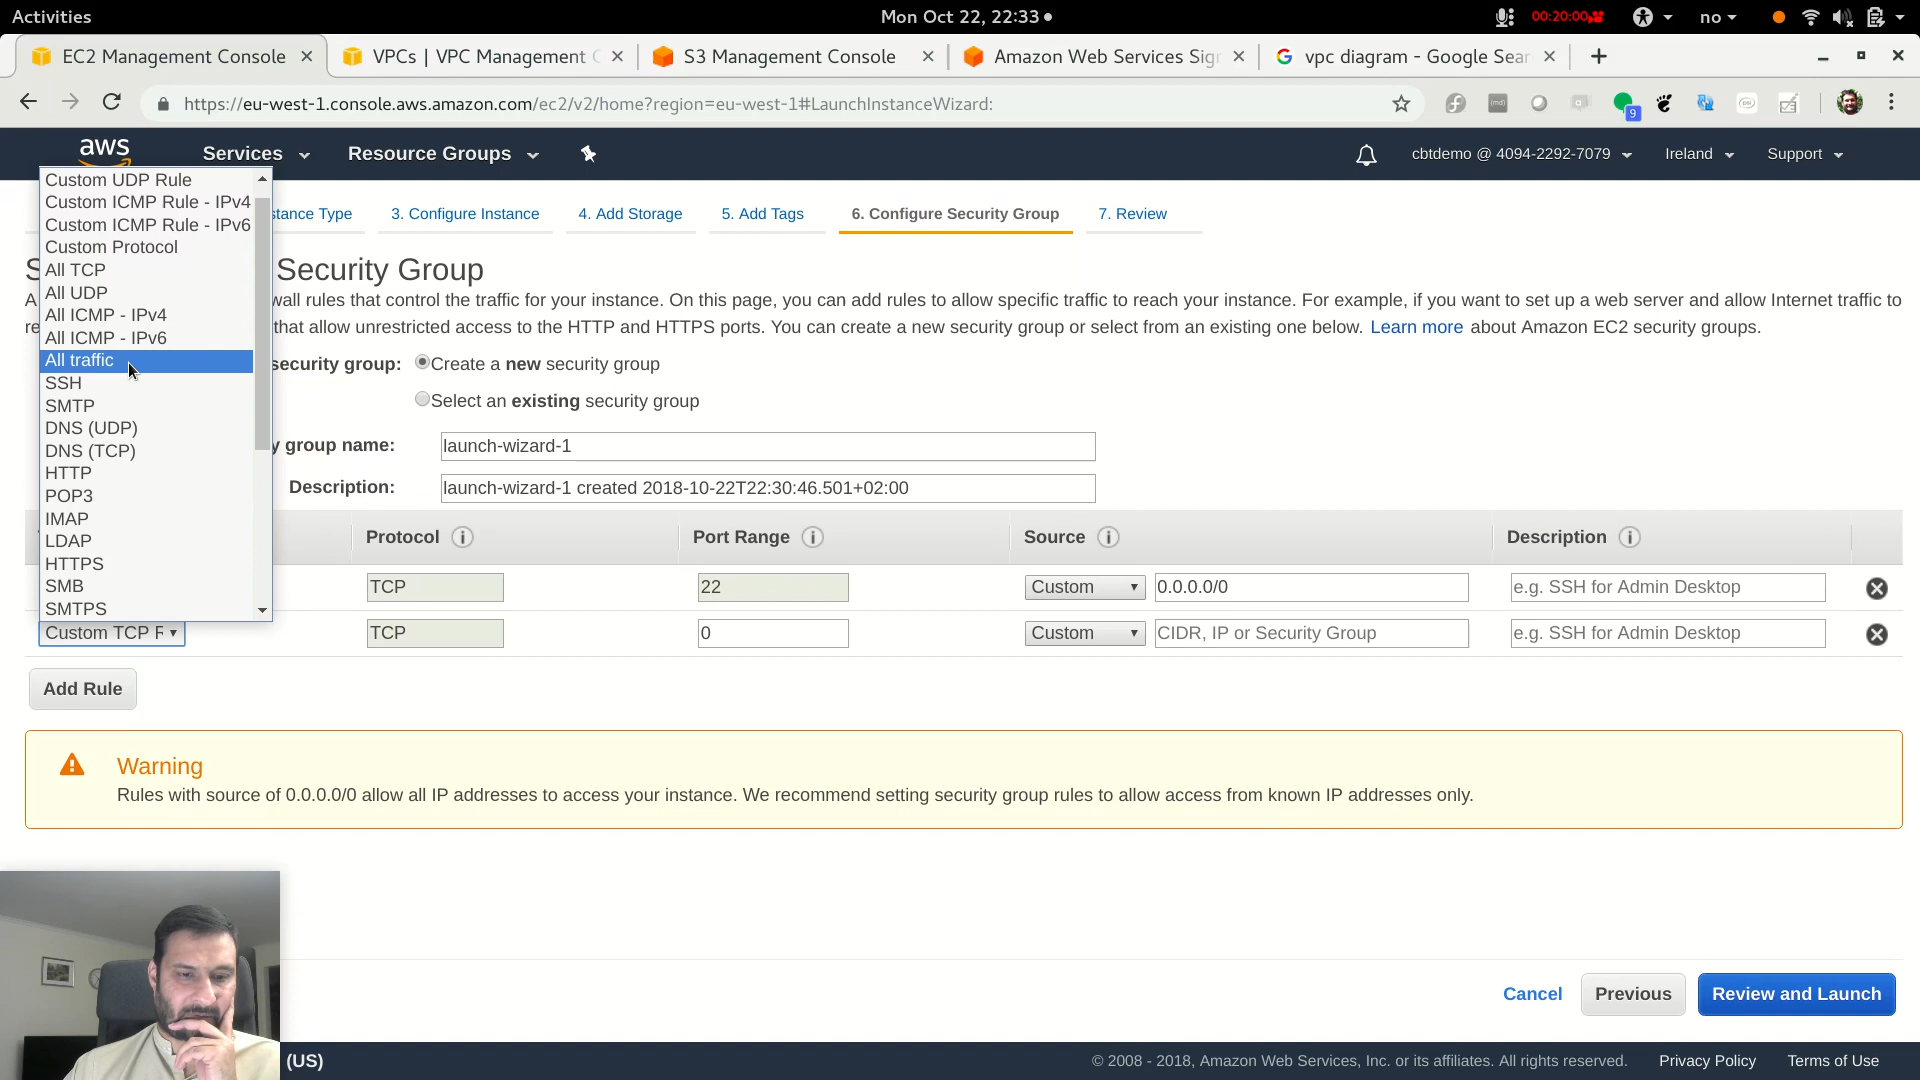 Activities
Mon Oct 22, 22:33
00:20:00
no
EC2 Management Console
VPCs | VPC Management C
S3 Management Console
Amazon Web Services Sig
vpc diagram - Google Sear
https://eu-west-1.console.aws.amazon.com/ec2/v2/home?region=eu-west-1#LaunchInstanceWizard:
9
aws
Services
Resource Groups
cbtdemo @ 4094-2292-7079
Ireland
Support
stance Type
3. Configure Instance
4. Add Storage
5. Add Tags
6. Configure Security Group
7. Review
Custom UDP Rule
Custom ICMP Rule - IPv4
Custom ICMP Rule - IPv6
Custom Protocol
All TCP
All UDP
All ICMP - IPv4
All ICMP - IPv6
All traffic
SSH
SMTP
DNS (UDP)
DNS (TCP)
HTTP
POP3
IMAP
LDAP
HTTPS
SMB
SMTPS
Security Group
wall rules that control the traffic for your instance. On this page, you can add rules to allow specific traffic to reach your instance. For example, if you want to set up a web server and allow Internet traffic to
that allow unrestricted access to the HTTP and HTTPS ports. You can create a new security group or select from an existing one below. Learn more about Amazon EC2 security groups.
security group:
Create a new security group
Select an existing security group
y group name:
launch-wizard-1
Description:
launch-wizard-1 created 2018-10-22T22:30:46.501+02:00
Protocol
Port Range
Source
Description
TCP
22
Custom
0.0.0.0/0
e.g. SSH for Admin Desktop
Custom TCP R
TCP
0
Custom
CIDR, IP or Security Group
e.g. SSH for Admin Desktop
Add Rule
Warning
Rules with source of 0.0.0.0/0 allow all IP addresses to access your instance. We recommend setting security group rules to allow access from known IP addresses only.
Cancel
Previous
Review and Launch
(US)
© 2008 - 2018, Amazon Web Services, Inc. or its affiliates. All rights reserved.
Privacy Policy
Terms of Use